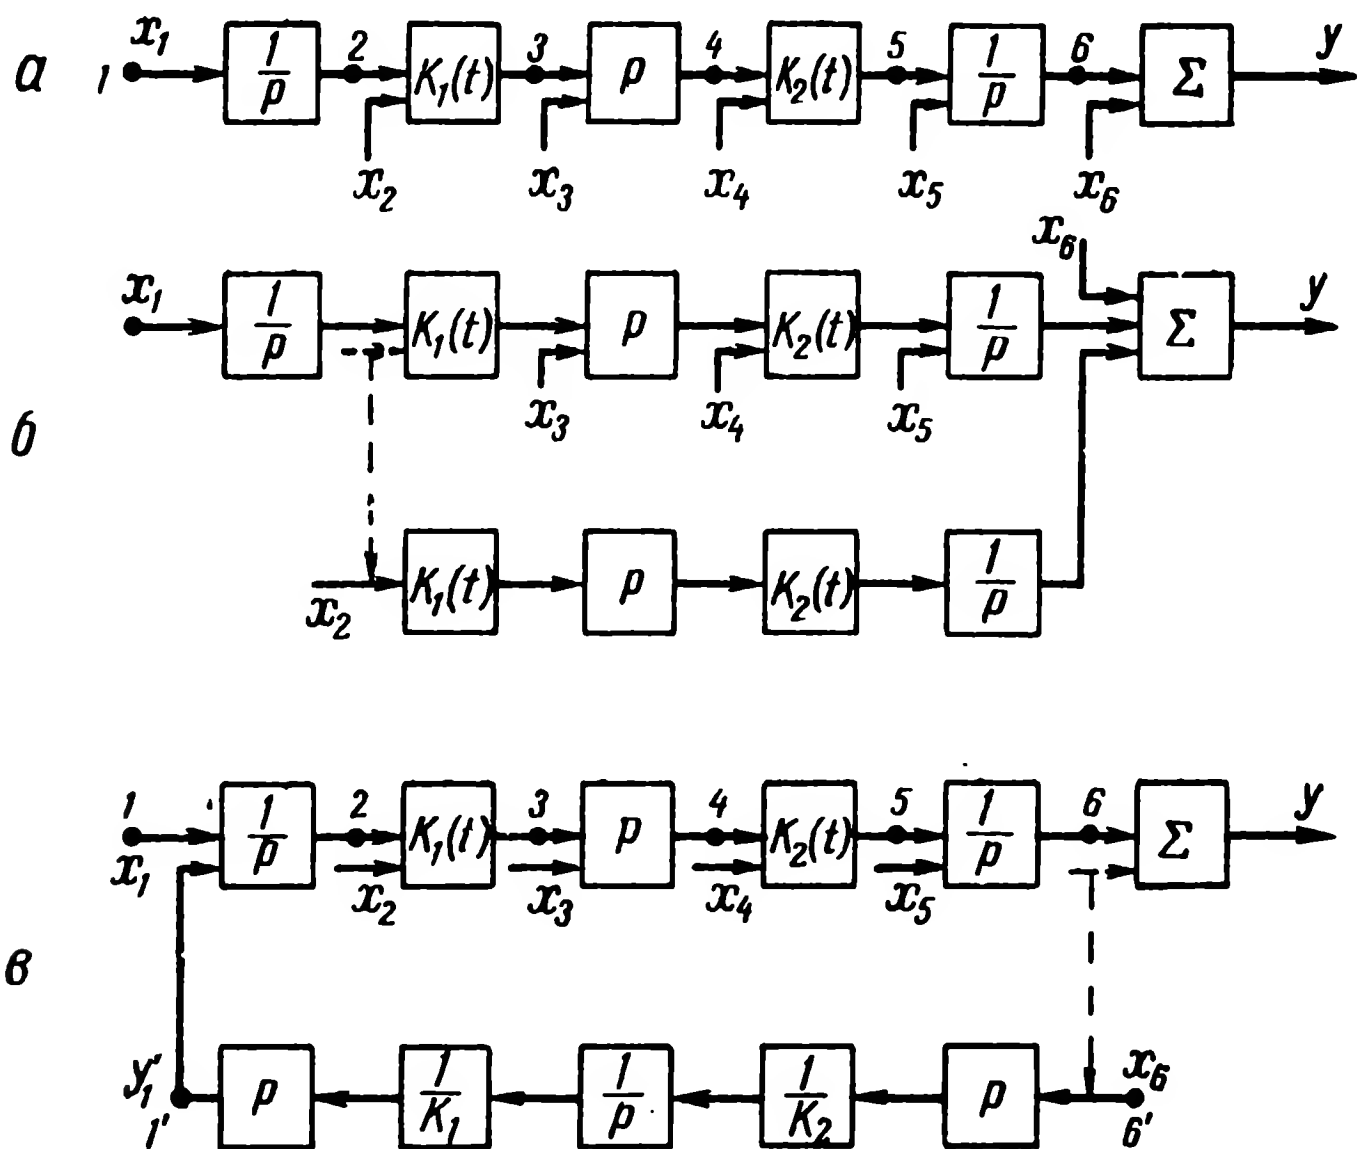 x₁ 2 3 4 5 6 y
а 1 1/p K₁(t) p K₂(t) 1/p Σ
x₂ x₃ x₄ x₅ x₆
x₆
x₁ 1/p K₁(t) p K₂(t) 1/p Σ y
x₃ x₄ x₅
б
x₂ K₁(t) p K₂(t) 1/p
1 2 3 4 5 6 y
1/p K₁(t) p K₂(t) 1/p Σ
x₁ x₂ x₃ x₄ x₅
в
y₁' p 1/K₁ 1/p 1/K₂ p x₆
1' 6'